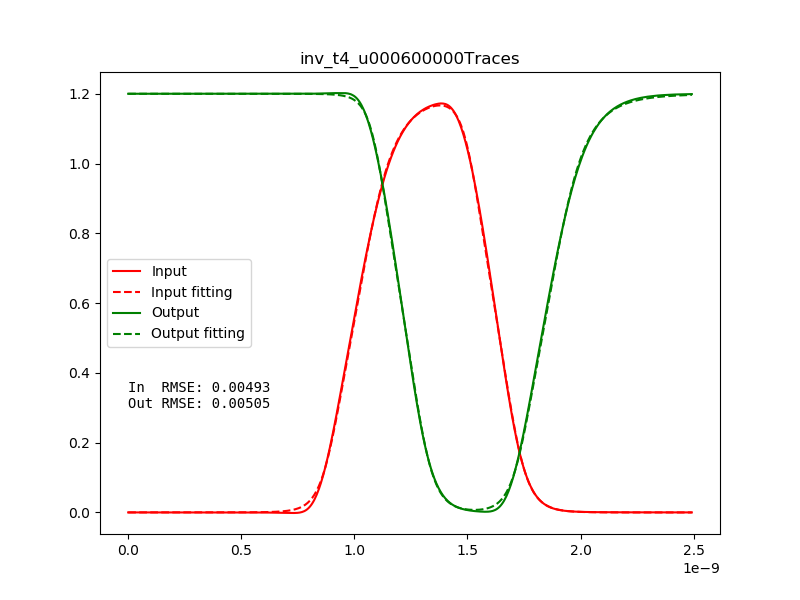 inv_t4_u000600000Traces
1.2
1.0
0.8
0.6
0.4
0.2
0.0
Input
Input fitting
Output
Output fitting
In  RMSE: 0.00493
Out RMSE: 0.00505
0.0 0.5 1.0 1.5 2.0 2.5
1e−9